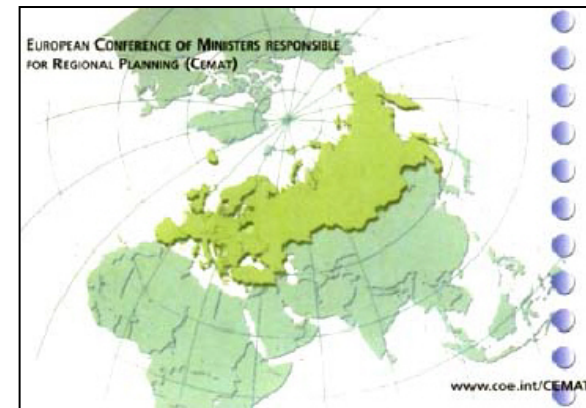 EUROPEAN CONFERENCE OF MINISTERS RESPONSIBLE
FOR REGIONAL PLANNING (CEMAT)
www.coe.int/CEMAT